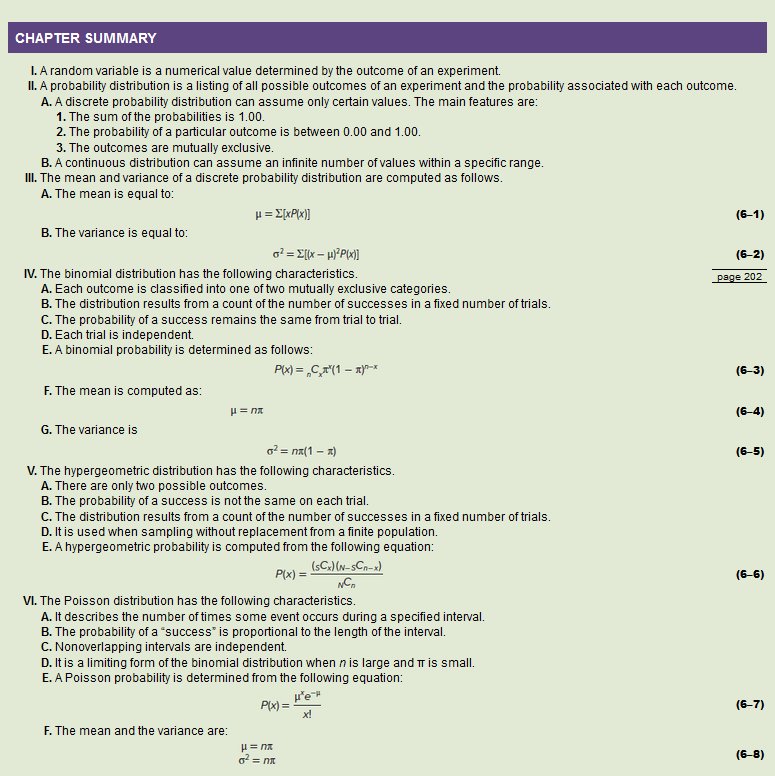 CHAPTER SUMMARY
I. A random variable is a numerical value determined by the outcome of an experiment.
II. A probability distribution is a listing of all possible outcomes of an experiment and the probability associated with each outcome.
A. A discrete probability distribution can assume only certain values. The main features are:
1. The sum of the probabilities is 1.00.
2. The probability of a particular outcome is between 0.00 and 1.00.
3. The outcomes are mutually exclusive.
B. A continuous distribution can assume an infinite number of values within a specific range.
III. The mean and variance of a discrete probability distribution are computed as follows.
A. The mean is equal to:
μ = Σ[xP(x)] (6–1)
B. The variance is equal to:
σ² = Σ[(x – μ)²P(x)] (6–2)
IV. The binomial distribution has the following characteristics. page 202
A. Each outcome is classified into one of two mutually exclusive categories.
B. The distribution results from a count of the number of successes in a fixed number of trials.
C. The probability of a success remains the same from trial to trial.
D. Each trial is independent.
E. A binomial probability is determined as follows:
P(x) = ₙCₓπˣ(1 – π)ⁿ⁻ˣ (6–3)
F. The mean is computed as:
μ = nπ (6–4)
G. The variance is
σ² = nπ(1 – π) (6–5)
V. The hypergeometric distribution has the following characteristics.
A. There are only two possible outcomes.
B. The probability of a success is not the same on each trial.
C. The distribution results from a count of the number of successes in a fixed number of trials.
D. It is used when sampling without replacement from a finite population.
E. A hypergeometric probability is computed from the following equation:
P(x) = (SCx)(N–SCn–x) / NCn (6–6)
VI. The Poisson distribution has the following characteristics.
A. It describes the number of times some event occurs during a specified interval.
B. The probability of a “success” is proportional to the length of the interval.
C. Nonoverlapping intervals are independent.
D. It is a limiting form of the binomial distribution when n is large and π is small.
E. A Poisson probability is determined from the following equation:
P(x) = μˣe^–μ / x! (6–7)
F. The mean and the variance are:
μ = nπ
σ² = nπ (6–8)